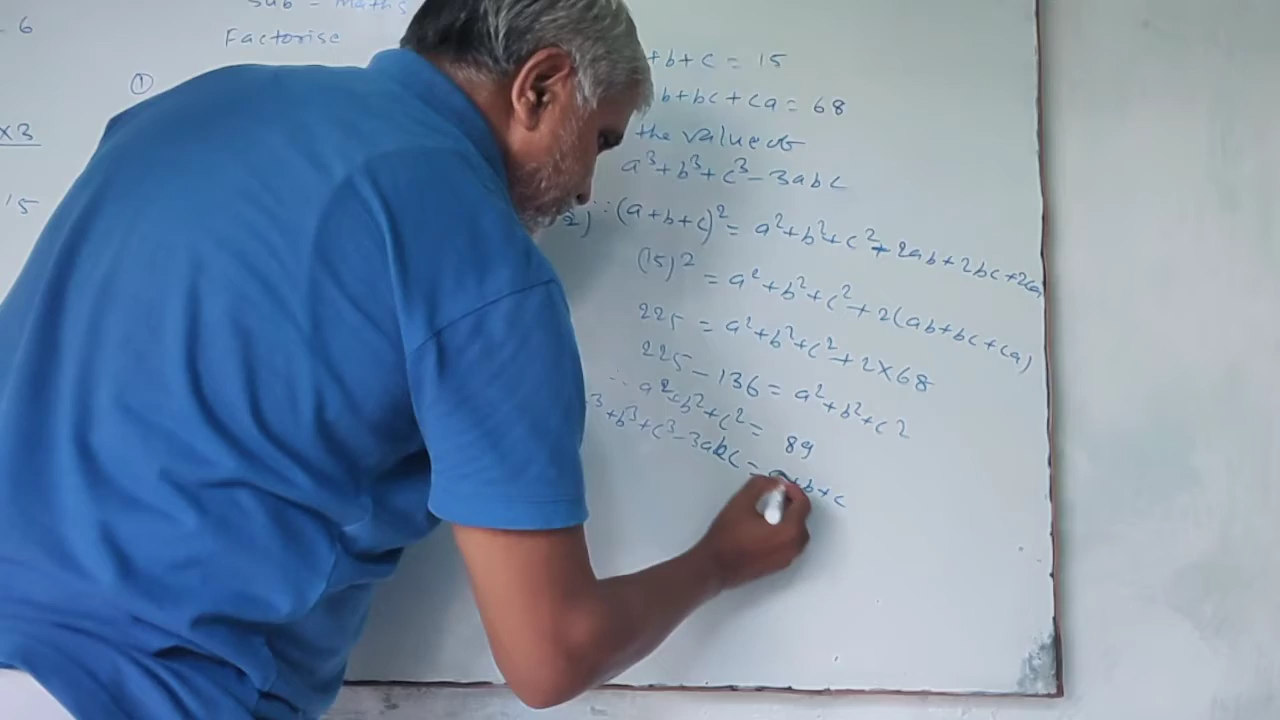 - 6
Sub = Maths
Factorise
①
x3
15
+b+c = 15
b+bc+ca = 68
the value of
a³+b³+c³-3abc
2) ∵ (a+b+c)² = a²+b²+c²+2ab+2bc+2ca
(15)² = a²+b²+c²+2(ab+bc+ca)
225 = a²+b²+c²+2×68
225-136 = a²+b²+c²
∴ a²+b²+c² = 89
³+b³+c³-3abc = +b+c